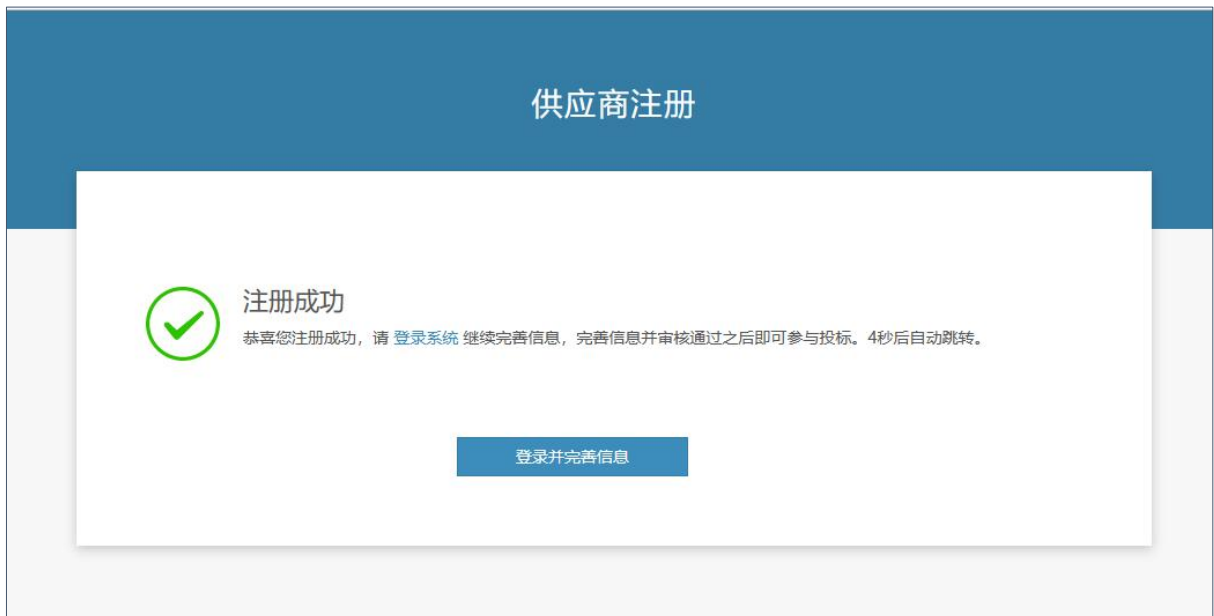 供应商注册
注册成功
恭喜您注册成功，请 登录系统 继续完善信息，完善信息并审核通过之后即可参与投标。4秒后自动跳转。
登录并完善信息